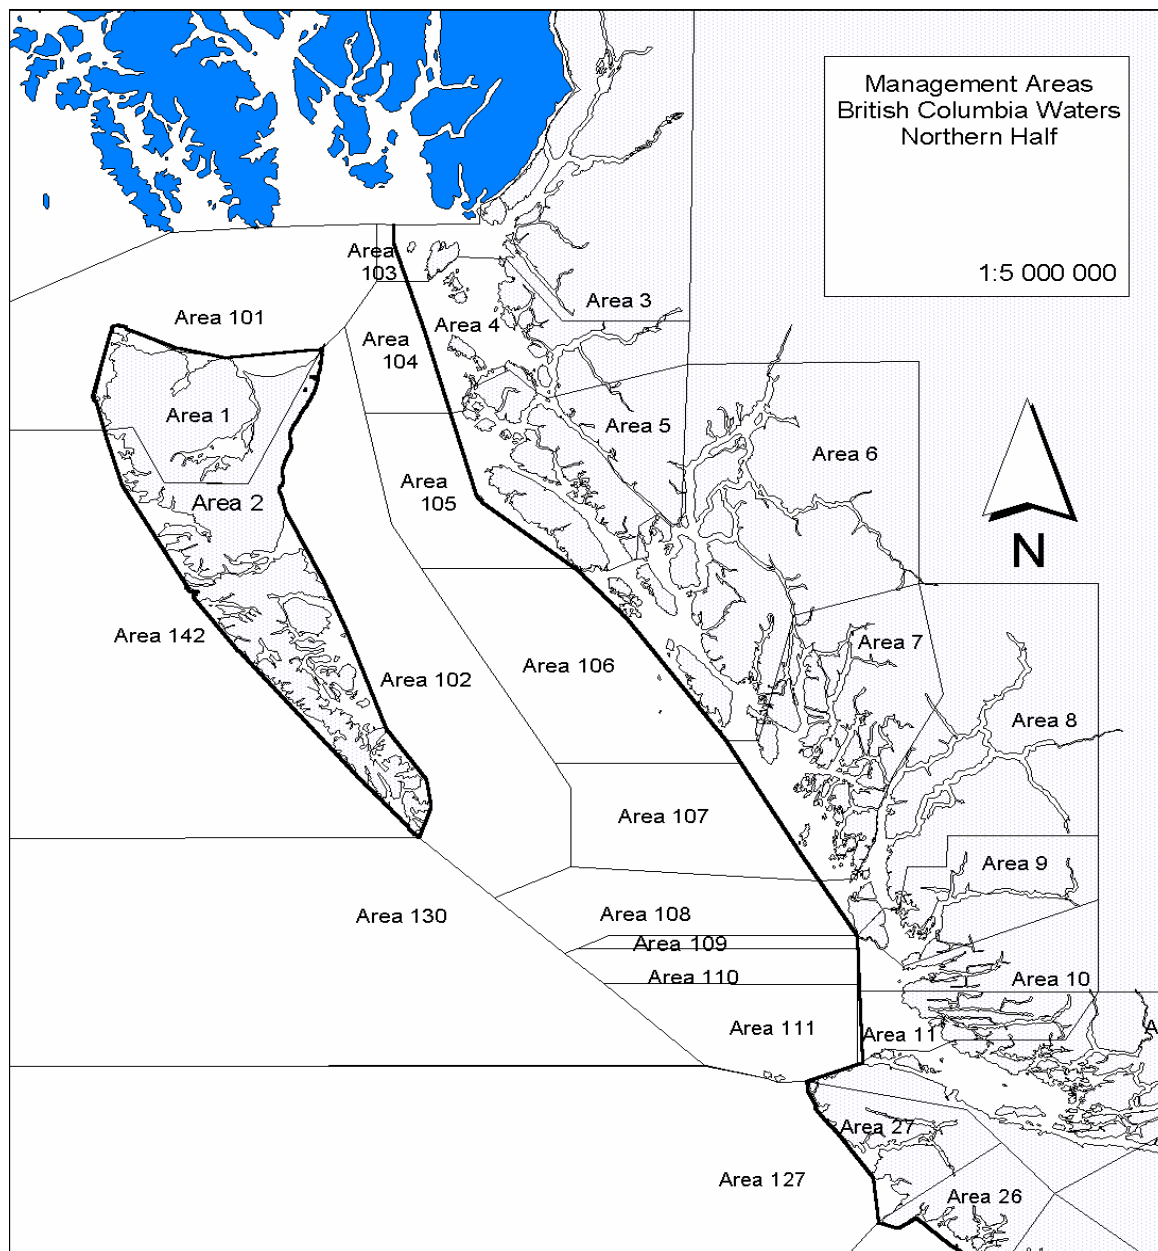 Management Areas
British Columbia Waters
Northern Half
1:5 000 000
N
Area
103
Area 3
Area 101
Area 4
Area
104
Area 1
Area 5
Area 6
Area
105
Area 2
Area 142
Area 7
Area 106
Area 102
Area 8
Area 107
Area 9
Area 130
Area 108
Area 109
Area 110
Area 10
Area 111
Area 11
A
Area 27
Area 127
Area 26